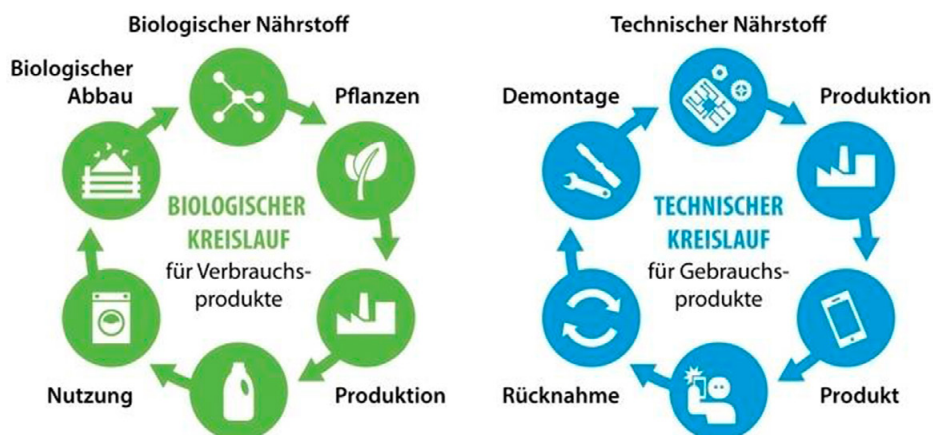 Biologischer Nährstoff
Biologischer
Abbau
Pflanzen
BIOLOGISCHER
KREISLAUF
für Verbrauchs-
produkte
Nutzung
Produktion
Technischer Nährstoff
Demontage
Produktion
TECHNISCHER
KREISLAUF
für Gebrauchs-
produkte
Rücknahme
Produkt